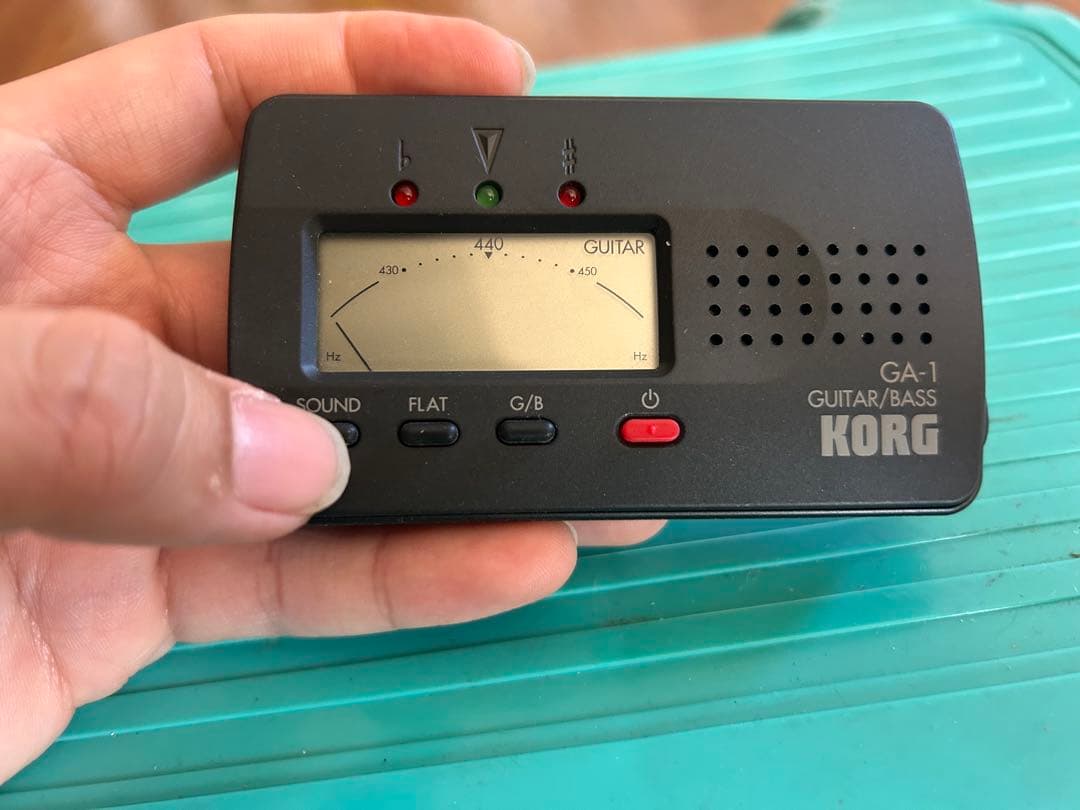 ♭ ♯
440 GUITAR
430 450
Hz Hz
SOUND FLAT G/B
GA-1
GUITAR/BASS
KORG